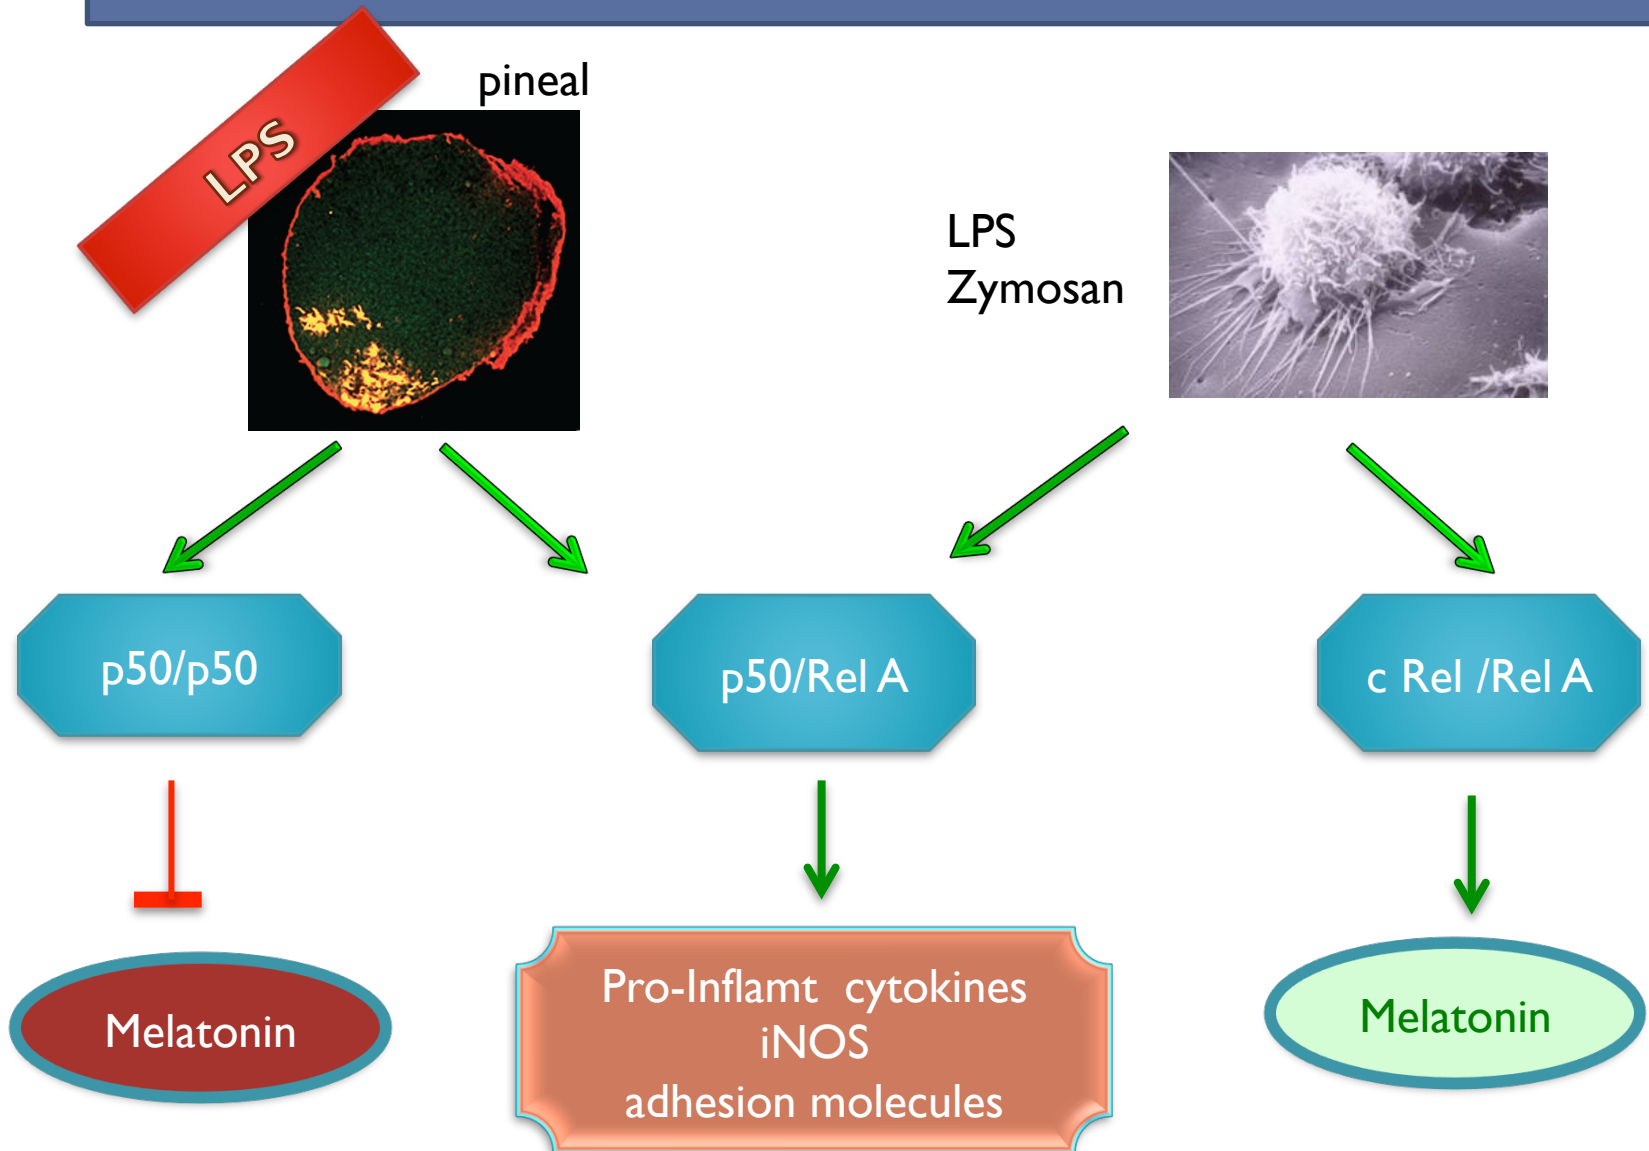 pineal
LPS
LPS
Zymosan
p50/p50
p50/Rel A
c Rel /Rel A
Melatonin
Pro-Inflamt cytokines
iNOS
adhesion molecules
Melatonin